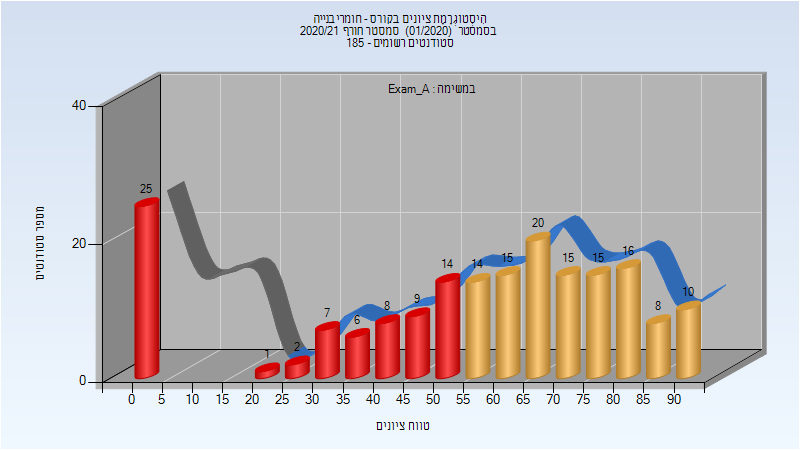 היסטוגרמת ציונים בקורס - חומרי בנייה
בסמסטר (01/2020) סמסטר חורף 2020/21
סטודנטים רשומים - 185
במשימה : Exam_A
מספר סטודנטים
40
20
0
25
1
2
7
6
8
9
14
14
15
20
15
15
16
8
10
0 5 10 15 20 25 30 35 40 45 50 55 60 65 70 75 80 85 90
טווח ציונים